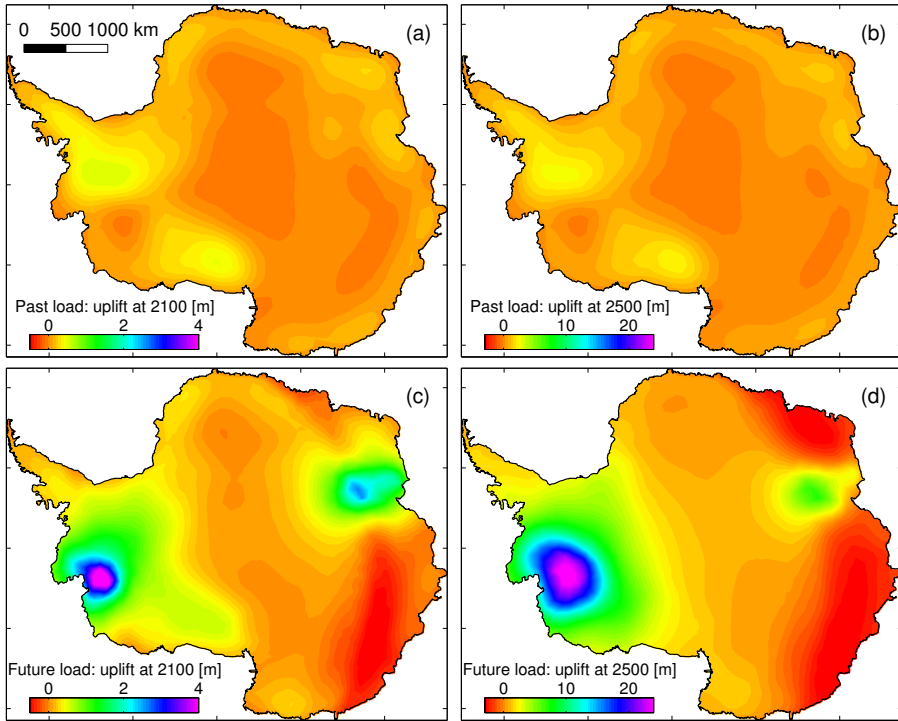 (a)
0 500 1000 km
Past load: uplift at 2100 [m]
0 2 4
(b)
Past load: uplift at 2500 [m]
0 10 20
(c)
Future load: uplift at 2100 [m]
0 2 4
(d)
Future load: uplift at 2500 [m]
0 10 20